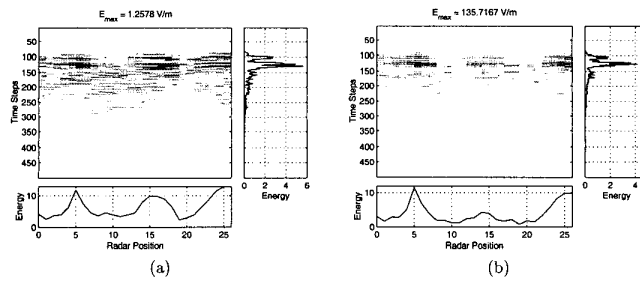 E_max = 1.2578 V/m
50
100
150
200
250
300
350
400
450
Time Steps
0 2 4 6
Energy
10
0
Energy
0 5 10 15 20 25
Radar Position
(a)
E_max = 135.7167 V/m
50
100
150
200
250
300
350
400
450
Time Steps
0 2 4
Energy
10
0
Energy
0 5 10 15 20 25
Radar Position
(b)